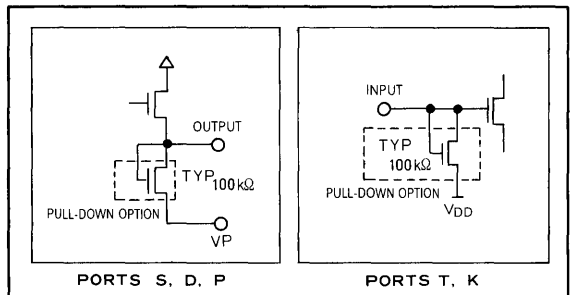 OUTPUT
TYP 100kΩ
PULL-DOWN OPTION
VP
PORTS S, D, P
INPUT
TYP
100kΩ
PULL-DOWN OPTION
VDD
PORTS T, K